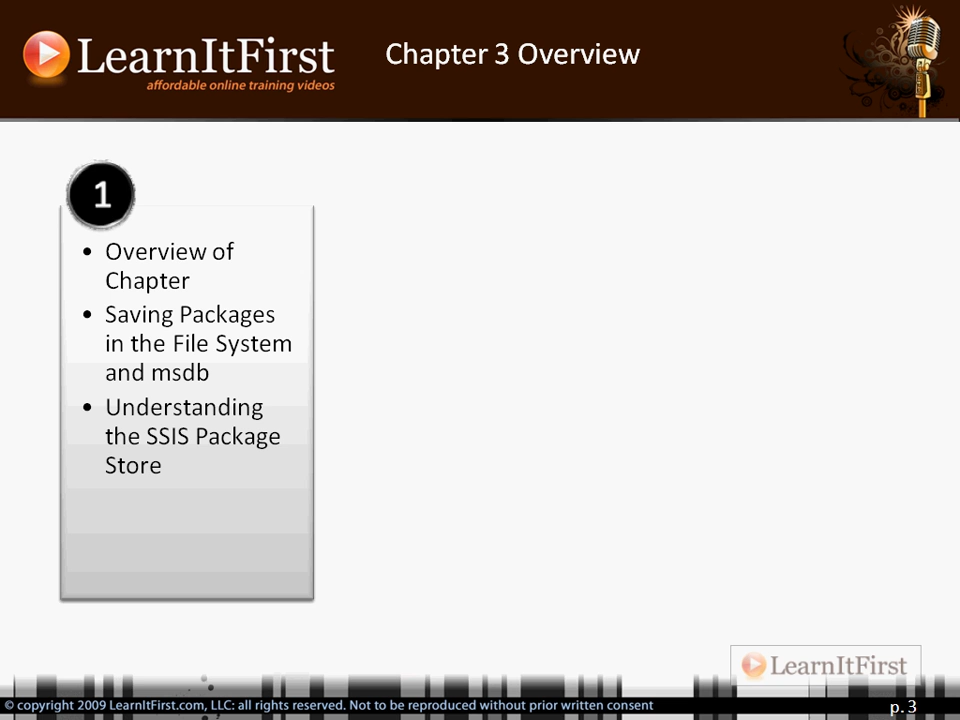 LearnItFirst
affordable online training videos
Chapter 3 Overview
1
• Overview of
Chapter
• Saving Packages
in the File System
and msdb
• Understanding
the SSIS Package
Store
LearnItFirst
© copyright 2009 LearnItFirst.com, LLC: all rights reserved. Not to be reproduced without prior written consent
p. 3